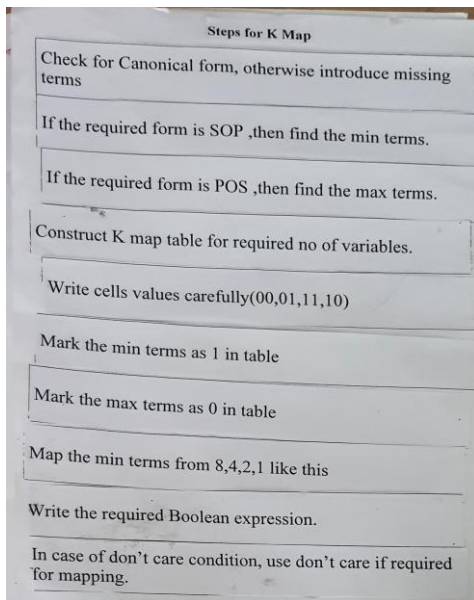 Steps for K Map
Check for Canonical form, otherwise introduce missing
terms
If the required form is SOP ,then find the min terms.
If the required form is POS ,then find the max terms.
Construct K map table for required no of variables.
Write cells values carefully(00,01,11,10)
Mark the min terms as 1 in table
Mark the max terms as 0 in table
Map the min terms from 8,4,2,1 like this
Write the required Boolean expression.
In case of don’t care condition, use don’t care if required
for mapping.